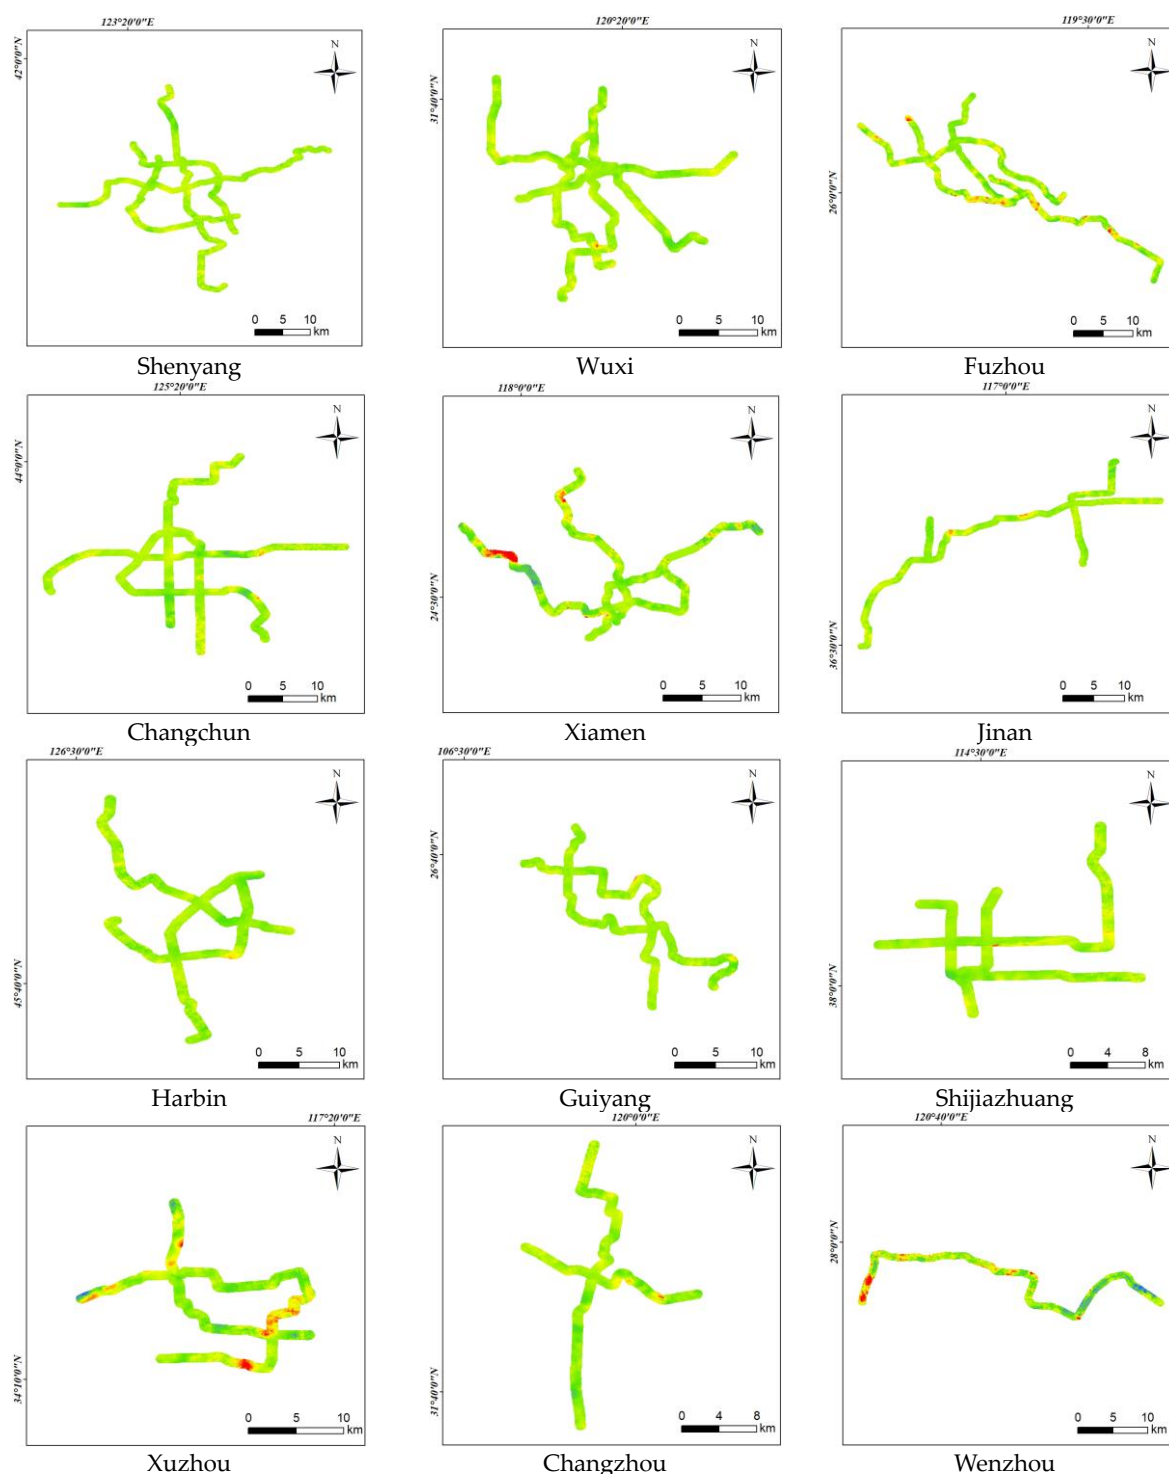 123°20'0"E
42°0'0"N
N
0 5 10
km
Shenyang
120°20'0"E
31°40'0"N
N
0 5 10
km
Wuxi
119°30'0"E
26°0'0"N
N
0 5 10
km
Fuzhou
125°20'0"E
44°0'0"N
N
0 5 10
km
Changchun
118°0'0"E
24°30'0"N
N
0 5 10
km
Xiamen
117°0'0"E
36°30'0"N
N
0 5 10
km
Jinan
126°30'0"E
45°40'0"N
N
0 5 10
km
Harbin
106°30'0"E
26°40'0"N
N
0 5 10
km
Guiyang
114°30'0"E
38°0'0"N
N
0 4 8
km
Shijiazhuang
117°20'0"E
34°10'0"N
N
0 5 10
km
Xuzhou
120°0'0"E
31°40'0"N
N
0 4 8
km
Changzhou
120°40'0"E
28°0'0"N
N
0 5 10
km
Wenzhou